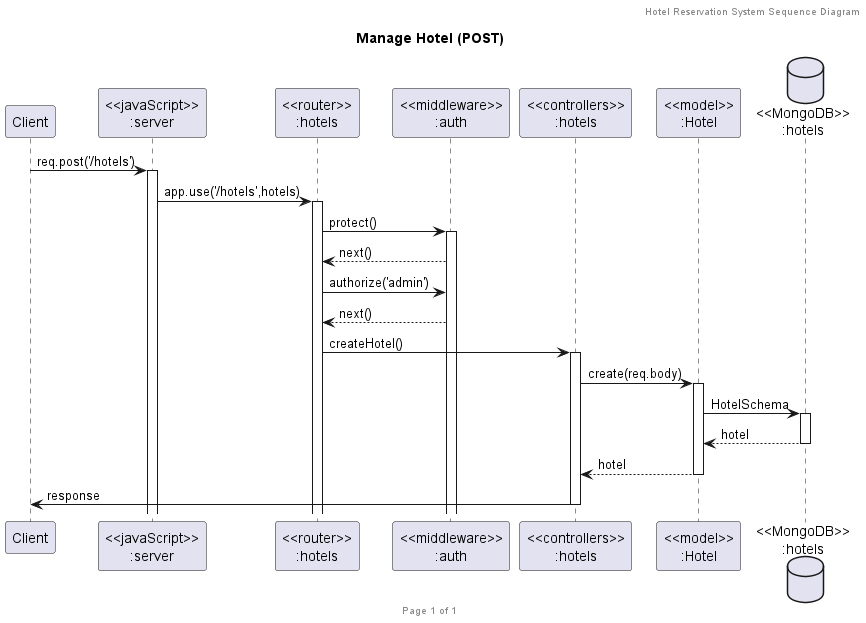 Hotel Reservation System Sequence Diagram
Manage Hotel (POST)
Client
<<javaScript>>
:server
<<router>>
:hotels
<<middleware>>
:auth
<<controllers>>
:hotels
<<model>>
:Hotel
<<MongoDB>>
:hotels
req.post('/hotels')
app.use('/hotels',hotels)
protect()
next()
authorize('admin')
next()
createHotel()
create(req.body)
HotelSchema
hotel
hotel
response
Client
<<javaScript>>
:server
<<router>>
:hotels
<<middleware>>
:auth
<<controllers>>
:hotels
<<model>>
:Hotel
<<MongoDB>>
:hotels
Page 1 of 1